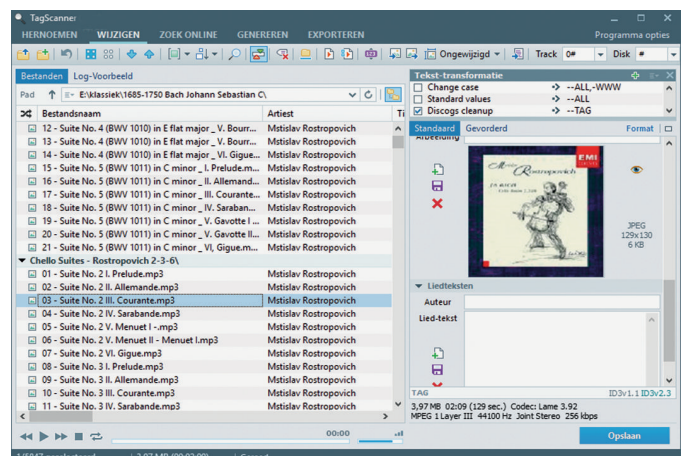 TagScanner
HERNOEMEN WIJZIGEN ZOEK ONLINE GENEREREN EXPORTEREN Programma opties
Ongewijzigd Track 0# Disk #
Bestanden Log-Voorbeeld
Pad E:\klassiek\1685-1750 Bach Johann Sebastian C\
Bestandsnaam Artiest Ti
12 - Suite No. 4 (BWV 1010) in E flat major _ V. Bourr... Mstislav Rostropovich
13 - Suite No. 4 (BWV 1010) in E flat major _ V. Bourr... Mstislav Rostropovich
14 - Suite No. 4 (BWV 1010) in E flat major _ VI. Gigue... Mstislav Rostropovich
15 - Suite No. 5 (BWV 1011) in C minor _ I. Prelude.m... Mstislav Rostropovich
16 - Suite No. 5 (BWV 1011) in C minor _ II. Allemand... Mstislav Rostropovich
17 - Suite No. 5 (BWV 1011) in C minor _ III. Courante... Mstislav Rostropovich
18 - Suite No. 5 (BWV 1011) in C minor _ IV. Saraban... Mstislav Rostropovich
19 - Suite No. 5 (BWV 1011) in C minor _ V. Gavotte I ... Mstislav Rostropovich
20 - Suite No. 5 (BWV 1011) in C minor _ V. Gavotte II... Mstislav Rostropovich
21 - Suite No. 5 (BWV 1011) in C minor _ VI, Gigue.m... Mstislav Rostropovich
Chello Suites - Rostropovich 2-3-6\
01 - Suite No. 2 I. Prelude.mp3 Mstislav Rostropovich
02 - Suite No. 2 II. Allemande.mp3 Mstislav Rostropovich
03 - Suite No. 2 III. Courante.mp3 Mstislav Rostropovich
04 - Suite No. 2 IV. Sarabande.mp3 Mstislav Rostropovich
05 - Suite No. 2 V. Menuet I -.mp3 Mstislav Rostropovich
06 - Suite No. 2 V. Menuet II - Menuet I.mp3 Mstislav Rostropovich
07 - Suite No. 2 VI. Gigue.mp3 Mstislav Rostropovich
08 - Suite No. 3 I. Prelude.mp3 Mstislav Rostropovich
09 - Suite No. 3 II. Allemande.mp3 Mstislav Rostropovich
10 - Suite No. 3 III. Courante.mp3 Mstislav Rostropovich
11 - Suite No. 3 IV. Sarabande.mp3 Mstislav Rostropovich
00:00
Tekst-transformatie
Change case --ALL,-WWW
Standard values --ALL
Discogs cleanup --TAG
Standaard Gevorderd Format
Afbeelding
EMI
Rostropovich
JPEG
129x130
6 KB
Liedteksten
Auteur
Lied-tekst
TAG ID3v1.1 ID3v2.3
3,97 MB 02:09 (129 sec.) Codec: Lame 3.92
MPEG 1 Layer III 44100 Hz Joint Stereo 256 kbps
Opslaan